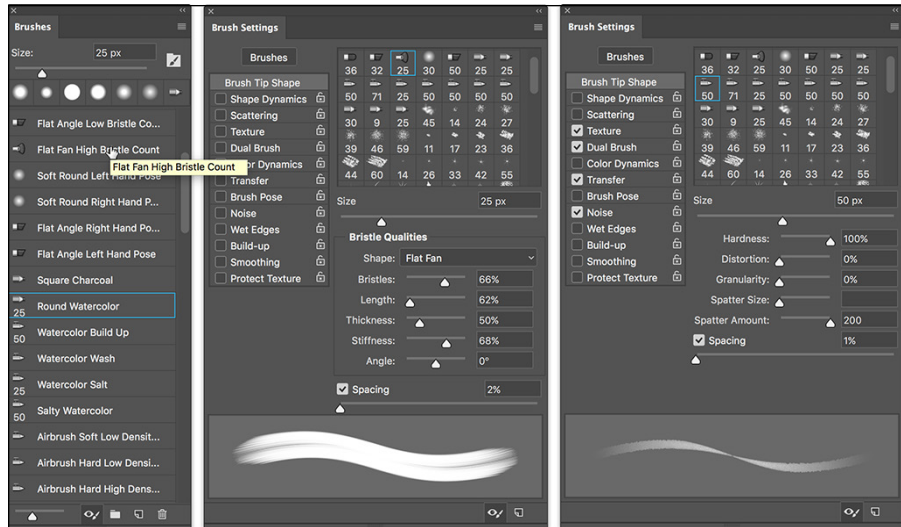 Brushes
Size: 25 px
Flat Angle Low Bristle Co...
Flat Fan High Bristle Count
Flat Fan High Bristle Count
Soft Round Left Hand Pose
Soft Round Right Hand P...
Flat Angle Right Hand Po...
Flat Angle Left Hand Pose
Square Charcoal
25 Round Watercolor
50 Watercolor Build Up
Watercolor Wash
25 Watercolor Salt
50 Salty Watercolor
Airbrush Soft Low Densit...
Airbrush Hard Low Densi...
Airbrush Hard High Dens...
Brush Settings
Brushes
Brush Tip Shape
Shape Dynamics
Scattering
Texture
Dual Brush
Color Dynamics
Transfer
Brush Pose
Noise
Wet Edges
Build-up
Smoothing
Protect Texture
36 32 25 30 50 25 25
50 71 25 50 50 50 50
30 9 25 45 14 24 27
39 46 59 11 17 23 36
44 60 14 26 33 42 55
Size 25 px
Bristle Qualities
Shape: Flat Fan
Bristles: 66%
Length: 62%
Thickness: 50%
Stiffness: 68%
Angle: 0°
Spacing 2%
Brush Settings
Brushes
Brush Tip Shape
Shape Dynamics
Scattering
Texture
Dual Brush
Color Dynamics
Transfer
Brush Pose
Noise
Wet Edges
Build-up
Smoothing
Protect Texture
36 32 25 30 50 25 25
50 71 25 50 50 50 50
30 9 25 45 14 24 27
39 46 59 11 17 23 36
44 60 14 26 33 42 55
Size 50 px
Hardness: 100%
Distortion: 0%
Granularity: 0%
Spatter Size:
Spatter Amount: 200
Spacing 1%